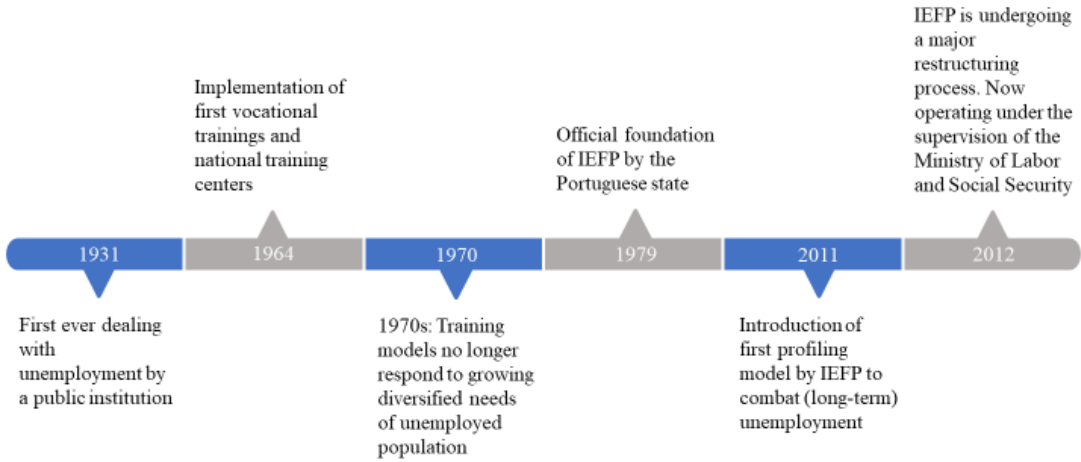 IEFP is undergoing
a major
restructuring
process. Now
operating under the
supervision of the
Ministry of Labor
and Social Security
Implementation of
first vocational
trainings and
national training
centers
Official foundation
of IEFP by the
Portuguese state
1931
1964
1970
1979
2011
2012
First ever dealing
with
unemployment by
a public institution
1970s: Training
models no longer
respond to growing
diversified needs
of unemployed
population
Introduction of
first profiling
model by IEFP to
combat (long-term)
unemployment